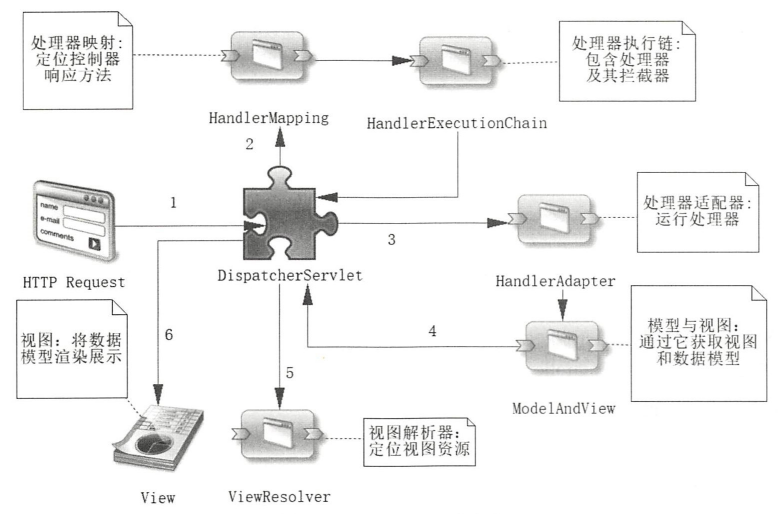 处理器映射:
定位控制器
响应方法
处理器执行链:
包含处理器
及其拦截器
HandlerMapping
HandlerExecutionChain
2
1
name
e-mail
comments
3
处理器适配器:
运行处理器
HTTP Request
DispatcherServlet
HandlerAdapter
视图: 将数据
模型渲染展示
6
4
5
模型与视图:
通过它获取视图
和数据模型
ModelAndView
视图解析器:
定位视图资源
View
ViewResolver